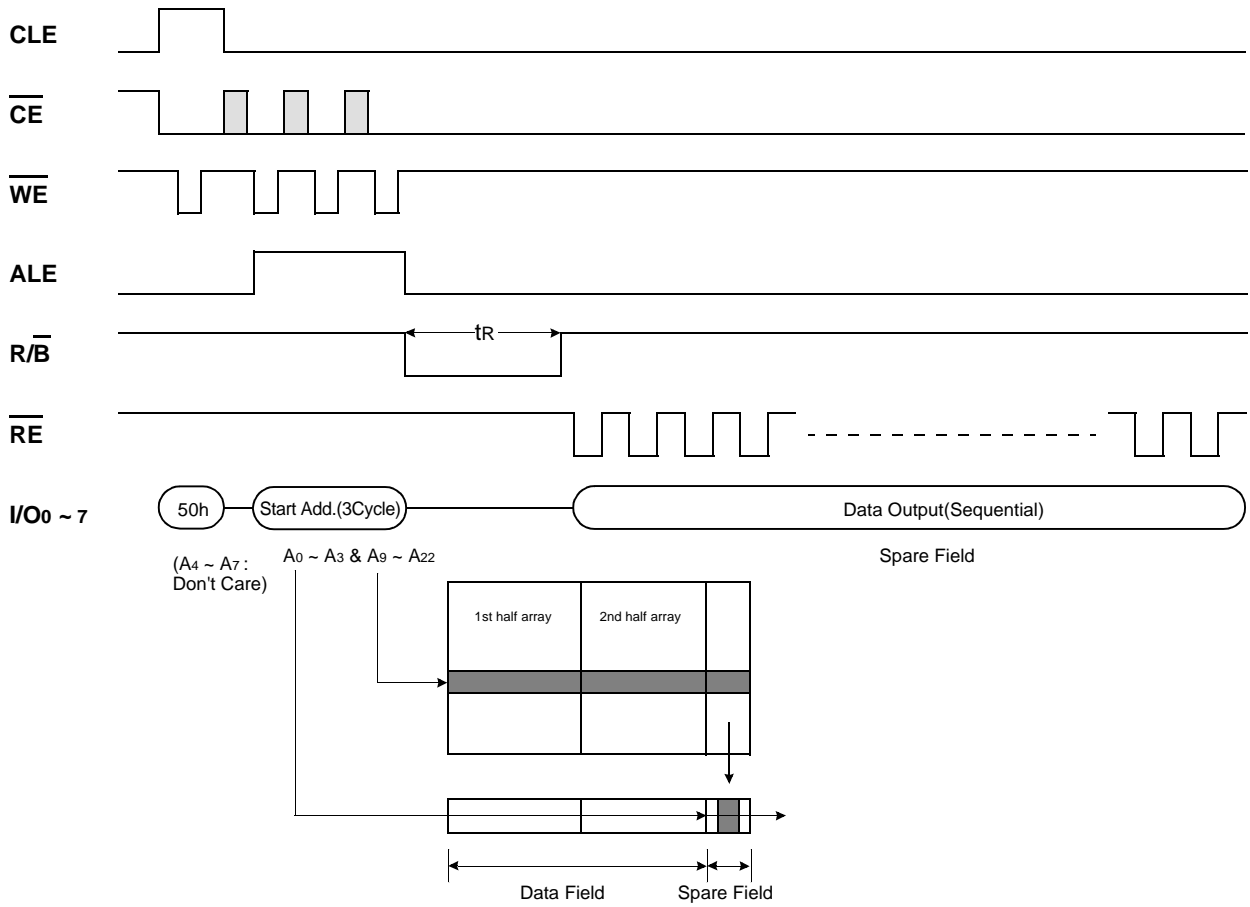 CLE
CE
WE
ALE
R/B
tR
RE
I/O0 ~ 7
50h
Start Add.(3Cycle)
Data Output(Sequential)
(A4 ~ A7 :
Don't Care)
A0 ~ A3 & A9 ~ A22
Spare Field
1st half array
2nd half array
Data Field
Spare Field